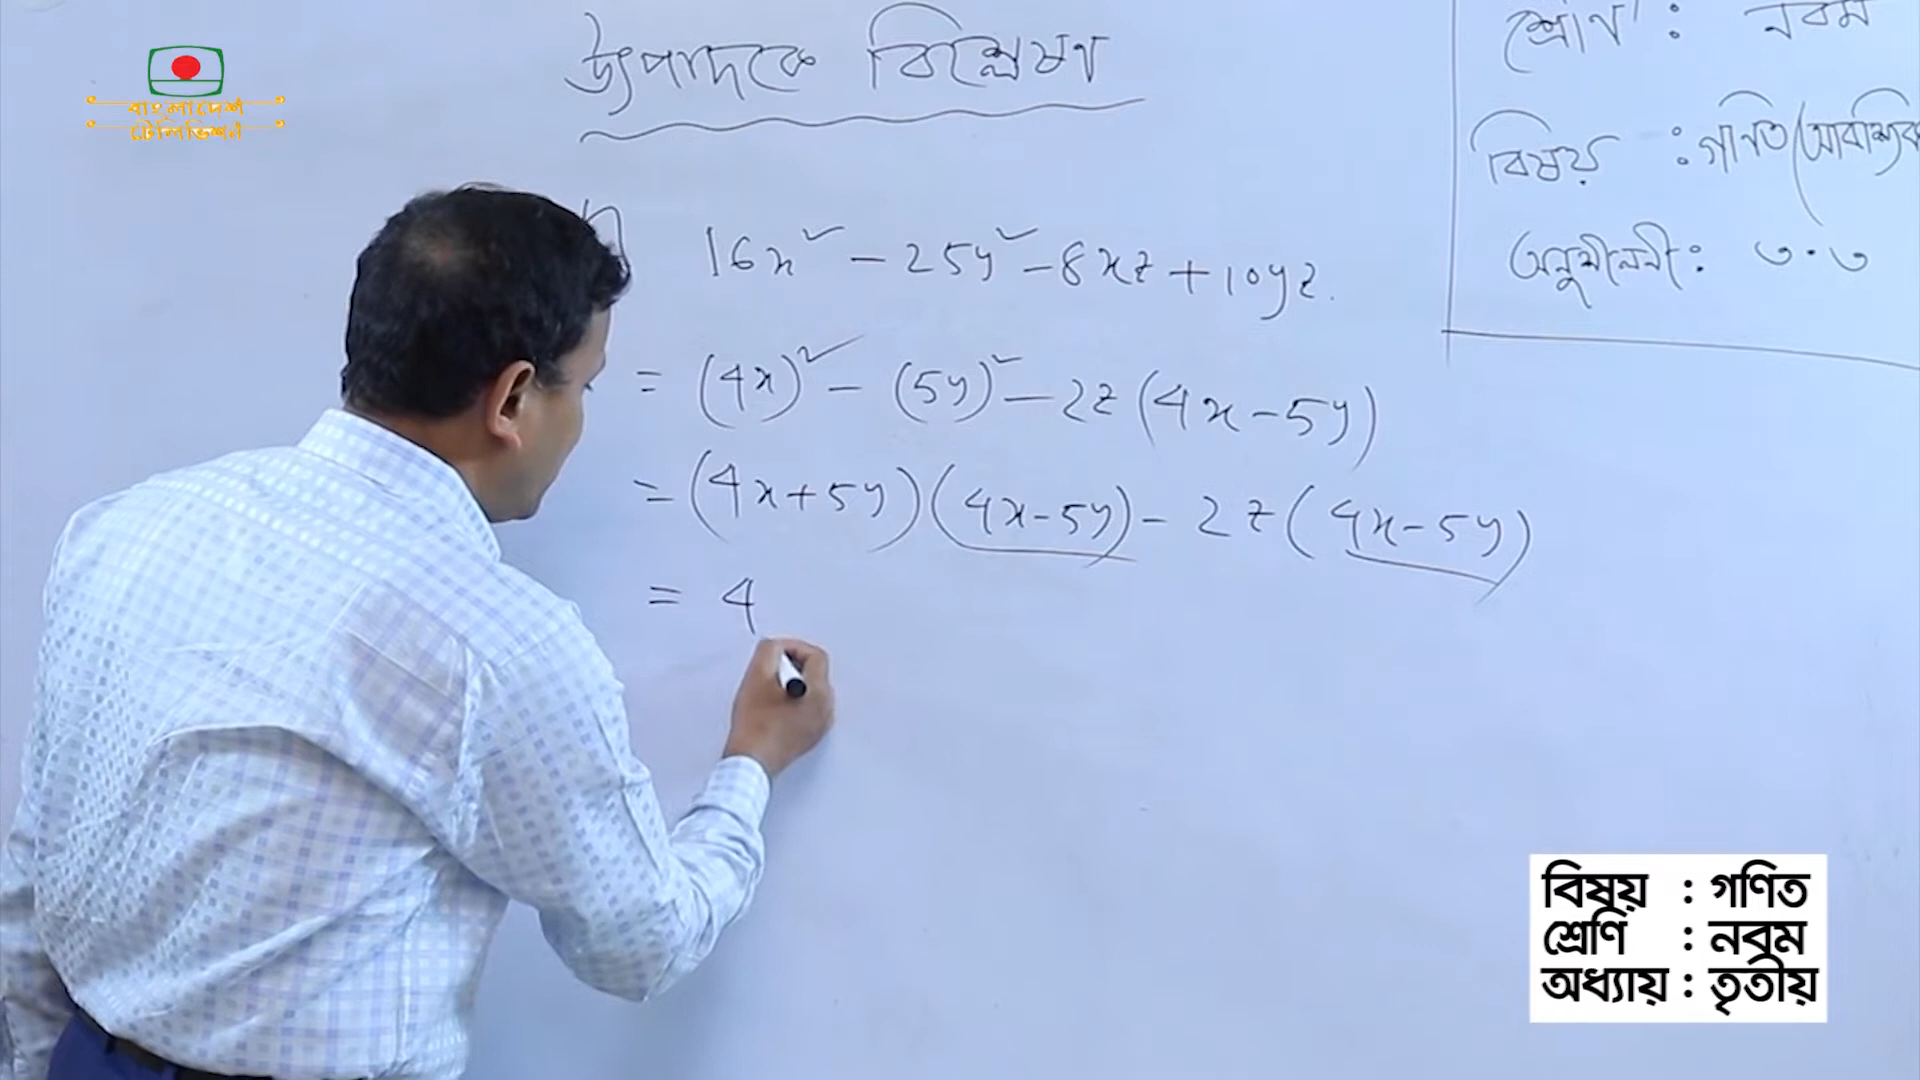 বাংলাদেশ
টেলিভিশন
উৎপাদকে বিশ্লেষণ
16x² - 25y² - 8xz + 10yz.
= (4x)² - (5y)² - 2z(4x-5y)
= (4x+5y)(4x-5y) - 2z(4x-5y)
= 4
শ্রেণি : নবম
বিষয় : গণিত (আবশ্যিক
অনুশীলনী : ৩.৩
বিষয় : গণিত
শ্রেণি : নবম
অধ্যায় : তৃতীয়